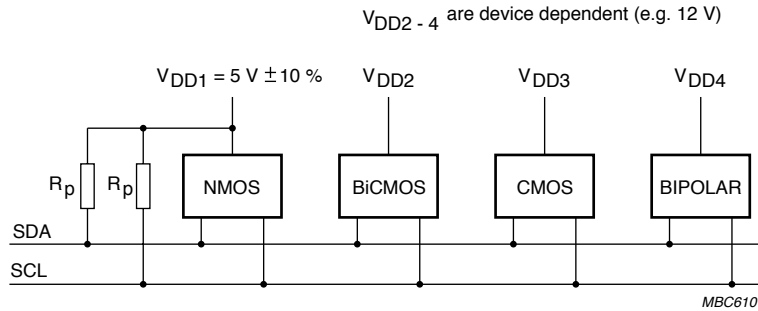 VDD2 - 4 are device dependent (e.g. 12 V)
VDD1 = 5 V ± 10 % VDD2 VDD3 VDD4
Rp Rp NMOS BiCMOS CMOS BIPOLAR
SDA
SCL
MBC610